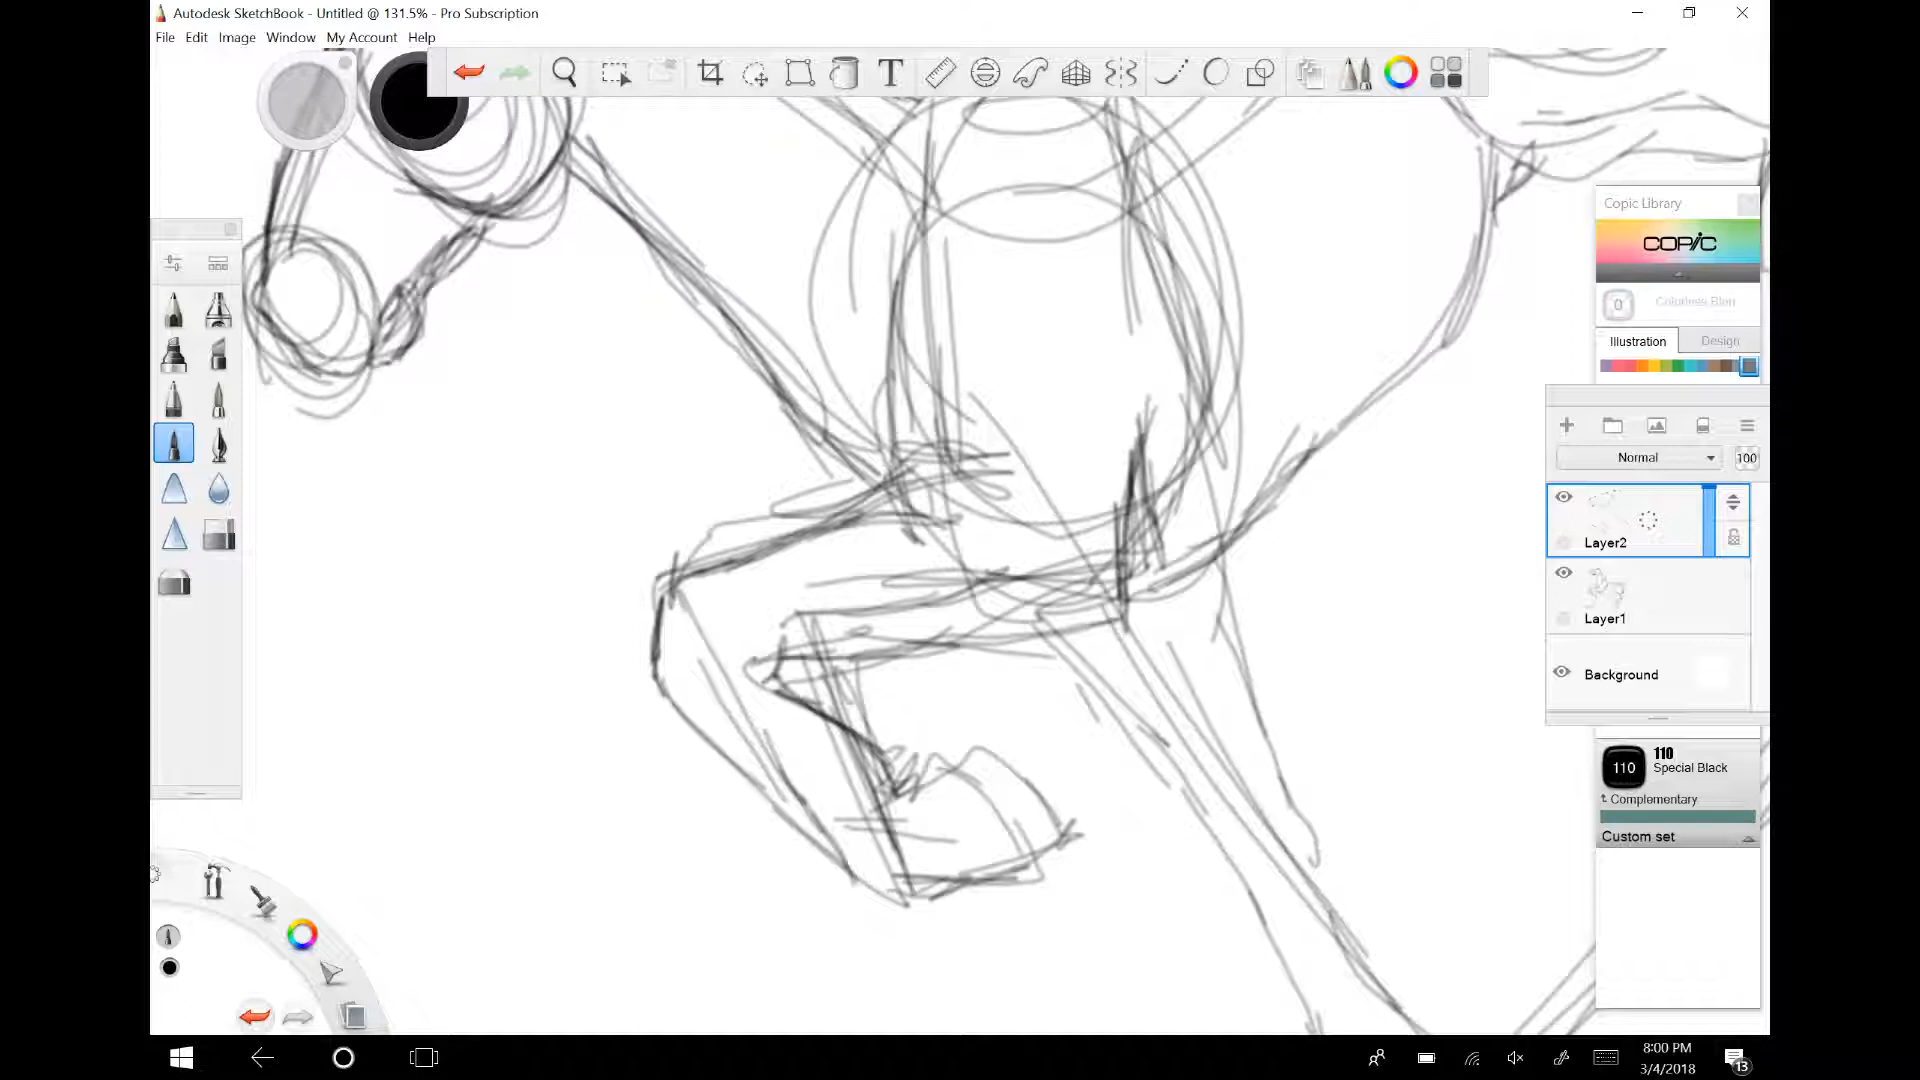 Autodesk SketchBook - Untitled @ 131.5% - Pro Subscription
File Edit Image Window My Account Help
T
Copic Library
COPIC
0 Colorless Blen
Illustration Design
Normal 100
Layer2
Layer1
Background
110 110
Special Black
Complementary
Custom set
8:00 PM
3/4/2018
13